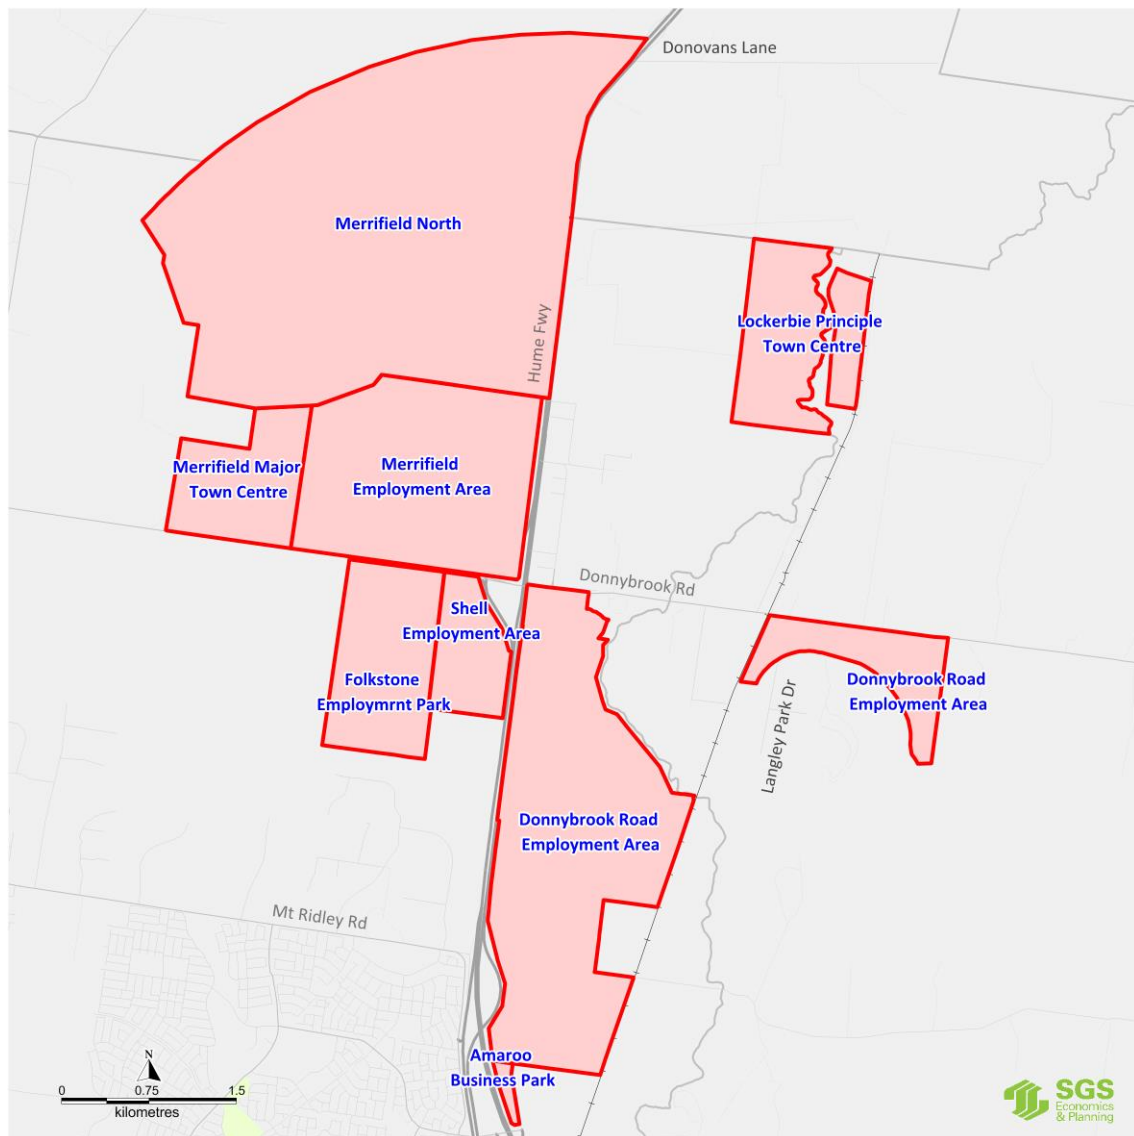 Donovans Lane
Merrifield North
Hume Fwy
Lockerbie Principle
Town Centre
Merrifield Major
Town Centre
Merrifield
Employment Area
Donnybrook Rd
Shell
Employment Area
Folkstone
Employmrnt Park
Langley Park Dr
Donnybrook Road
Employment Area
Donnybrook Road
Employment Area
Mt Ridley Rd
Amaroo
Business Park
N
0 0.75 1.5
kilometres
SGS
Economics
& Planning